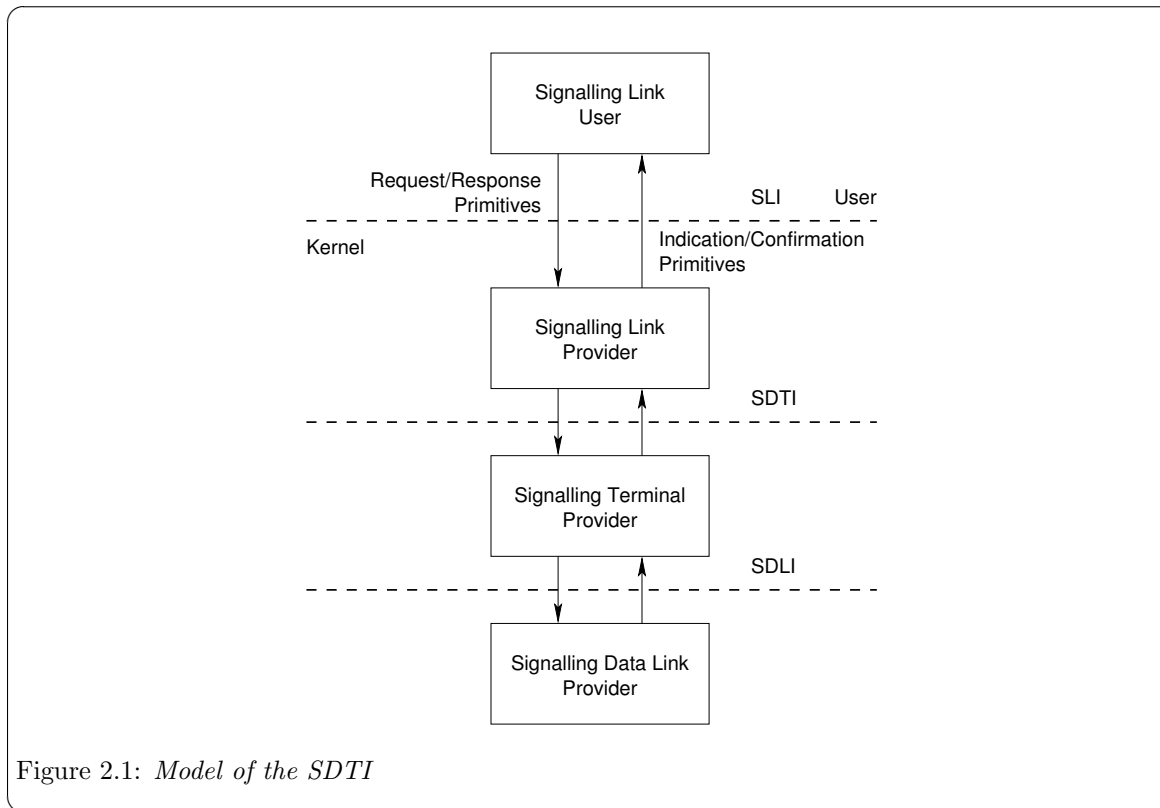 Signalling Link
User
Request/Response
Primitives
SLI User
Kernel
Indication/Confirmation
Primitives
Signalling Link
Provider
SDTI
Signalling Terminal
Provider
SDLI
Signalling Data Link
Provider
Figure 2.1: Model of the SDTI